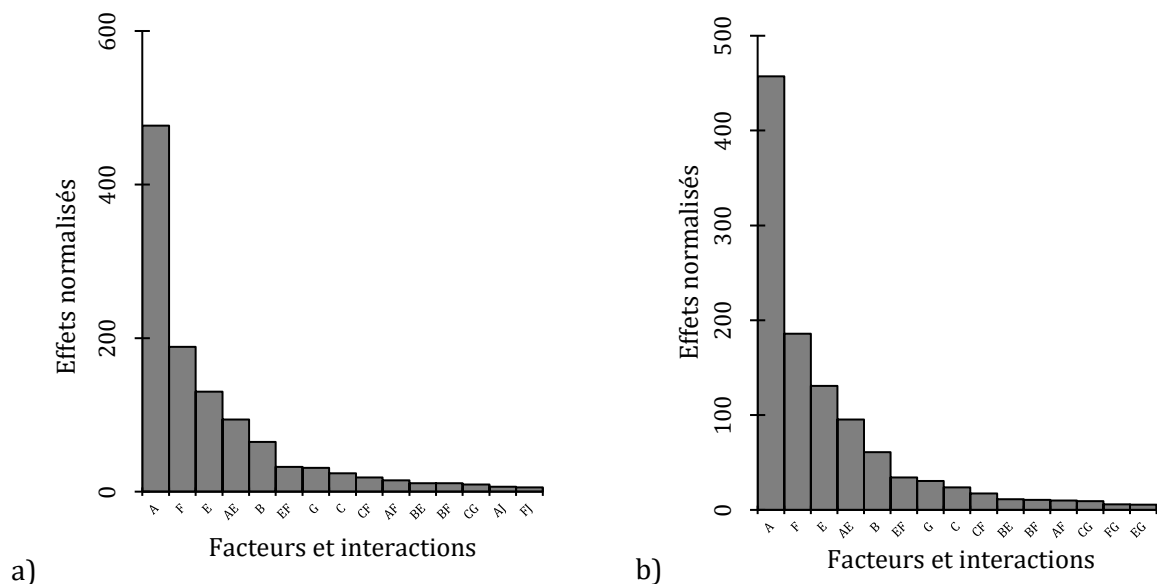 600
400
200
0
Effets normalisés
A F E AE B EF G C CF AF BE BF CG AJ FJ
Facteurs et interactions
a)
500
400
300
200
100
0
Effets normalisés
A F E AE B EF G C CF BE BF AF CG FG EG
Facteurs et interactions
b)